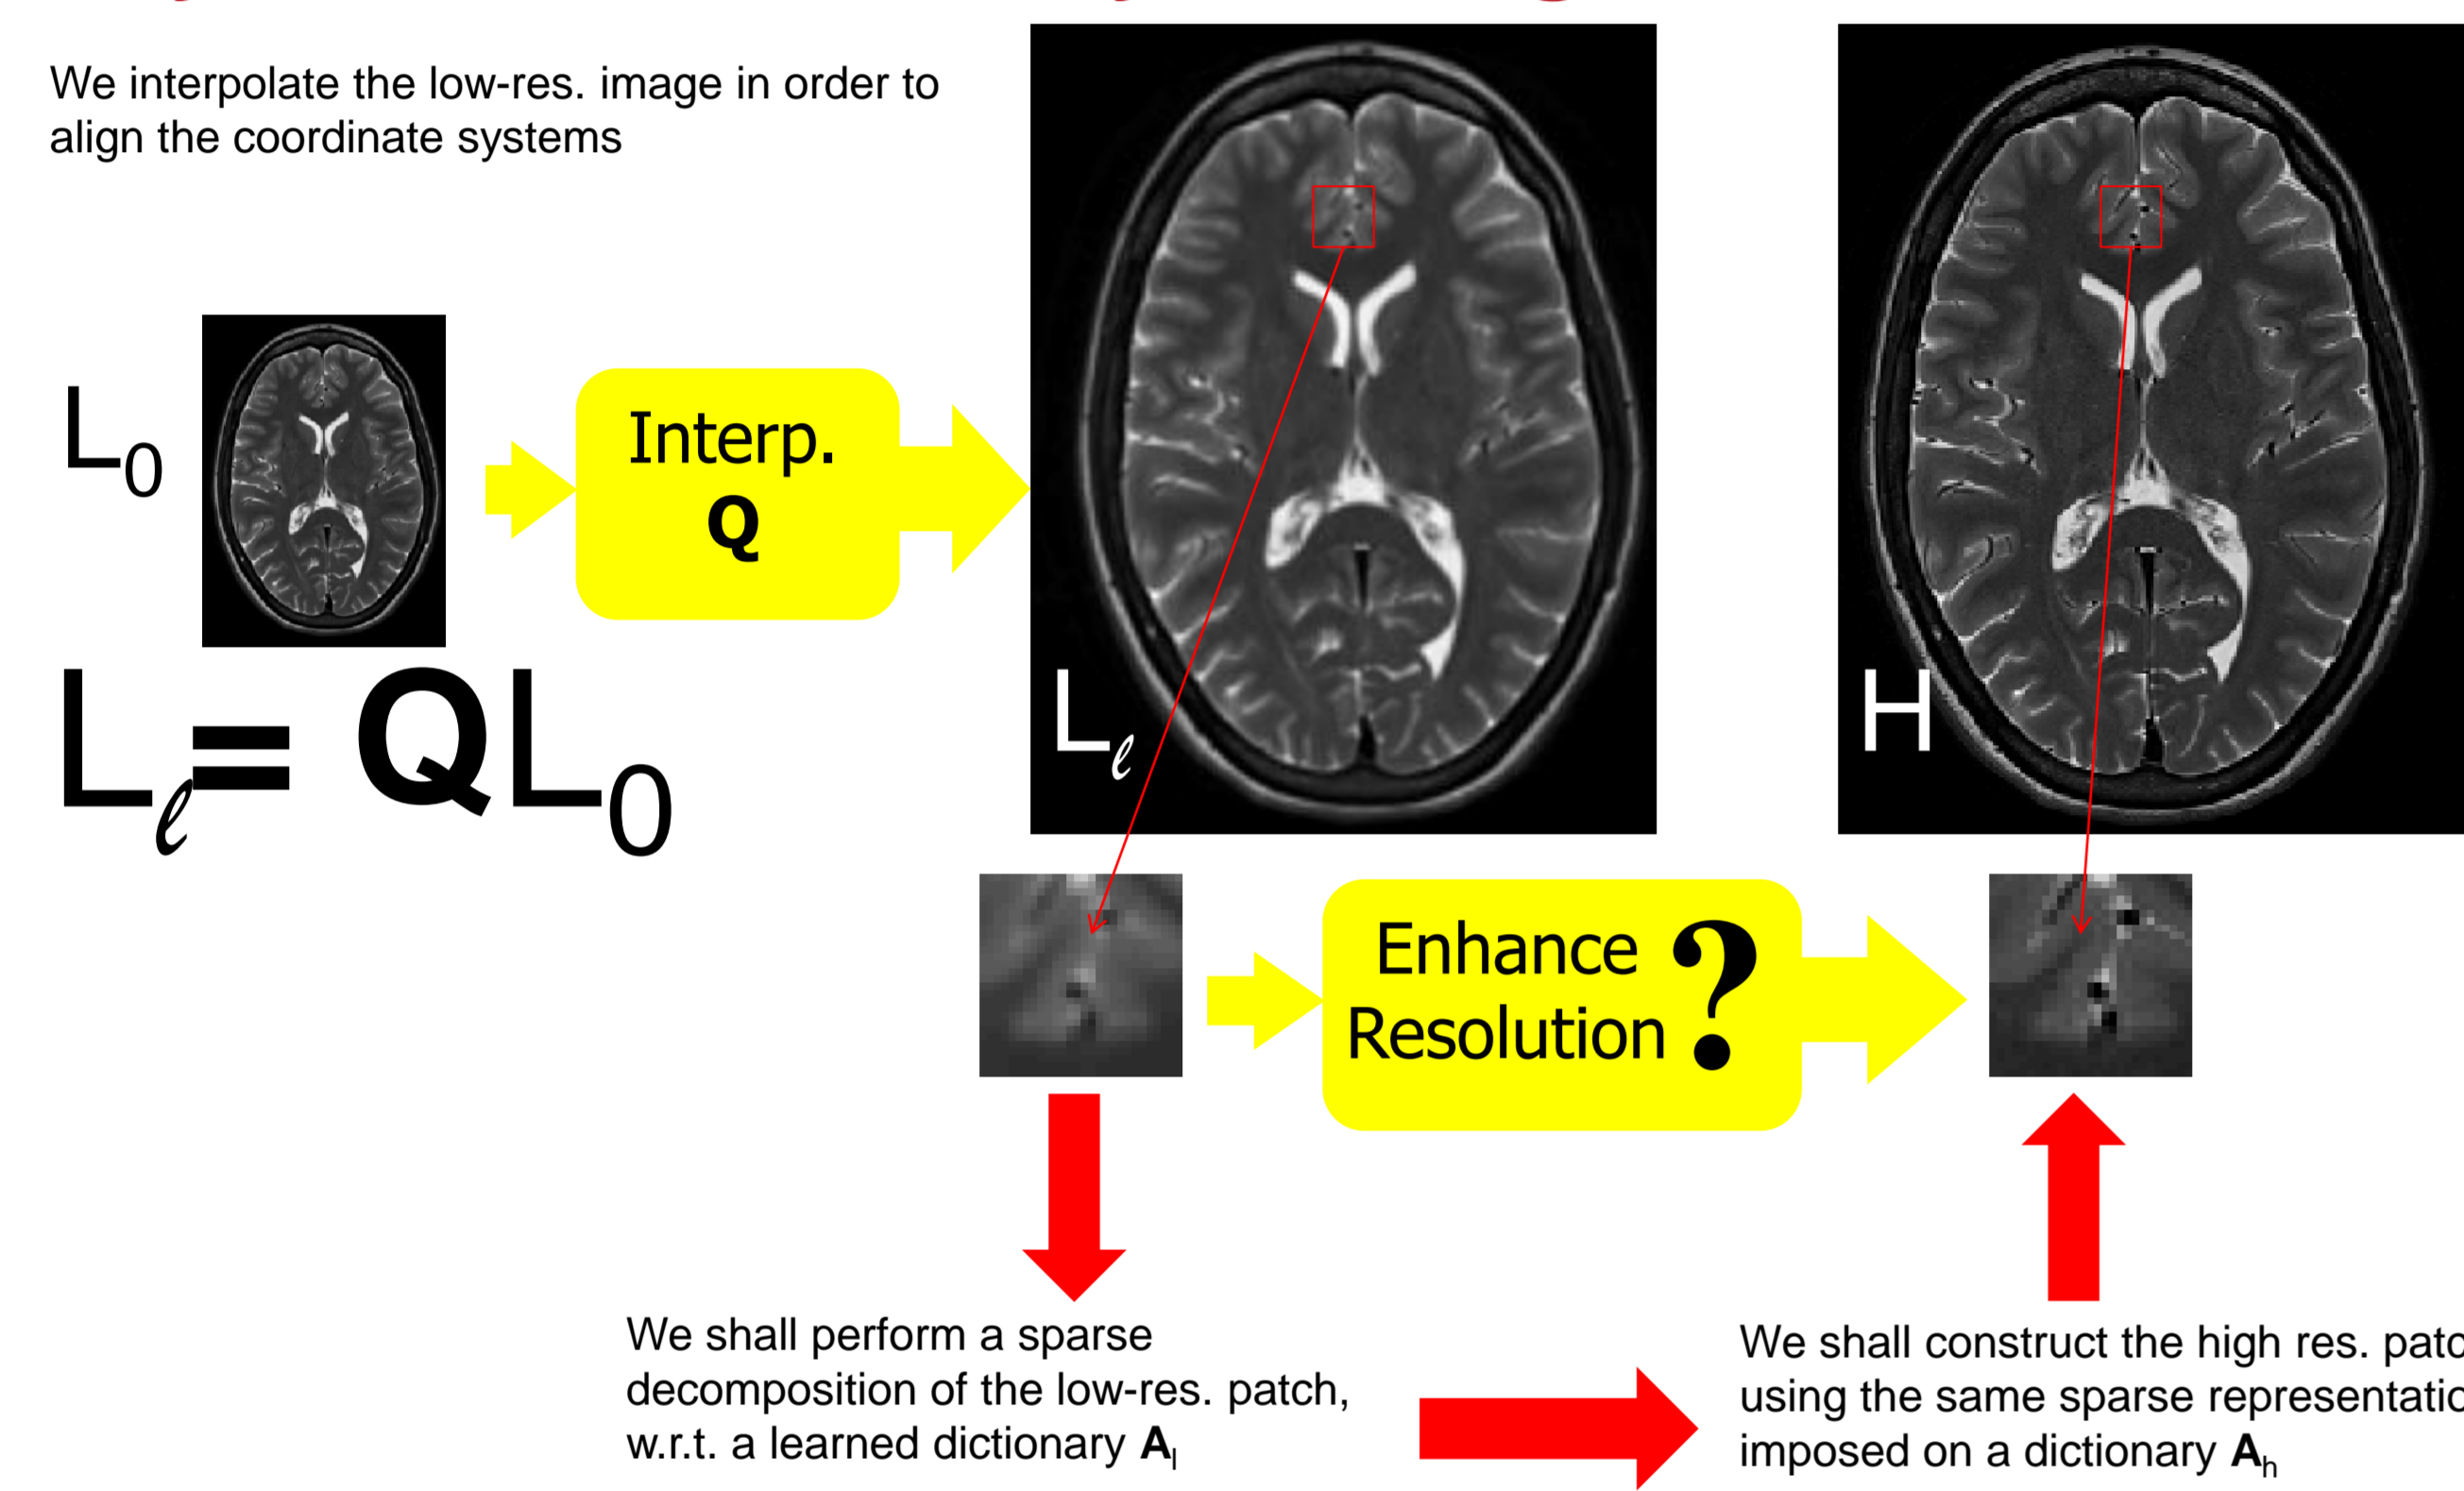 We interpolate the low-res. image in order to
align the coordinate systems
L0
Interp.
Q
Lℓ= QL0
Lℓ
H
Enhance
Resolution ?
We shall perform a sparse
decomposition of the low-res. patch,
w.r.t. a learned dictionary Al
We shall construct the high res.
using the same sparse
imposed on a dictionary Ah